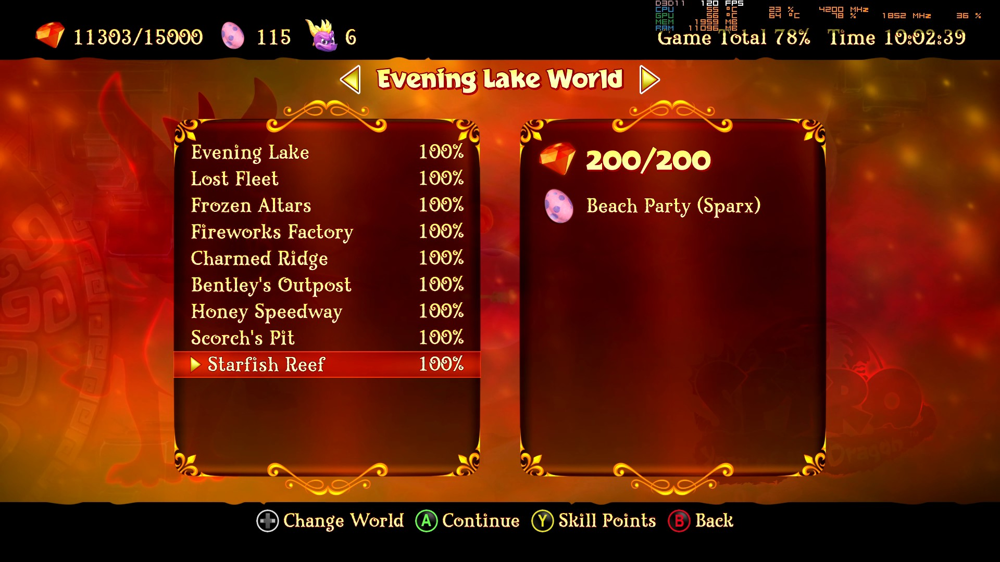 D3D11 120 FPS
CPU 55 °C 23 % 4200 MHz
GPU 56 °C 64 °C 78 % 1852 MHz 36 %
MEM 1959 MB
RAM 11096 MB
11303/15000 115 6 Game Total 78% Time 10:02:39
Evening Lake World
Evening Lake 100%
Lost Fleet 100%
Frozen Altars 100%
Fireworks Factory 100%
Charmed Ridge 100%
Bentley's Outpost 100%
Honey Speedway 100%
Scorch's Pit 100%
Starfish Reef 100%
200/200
Beach Party (Sparx)
Dragon
Change World A Continue Y Skill Points B Back